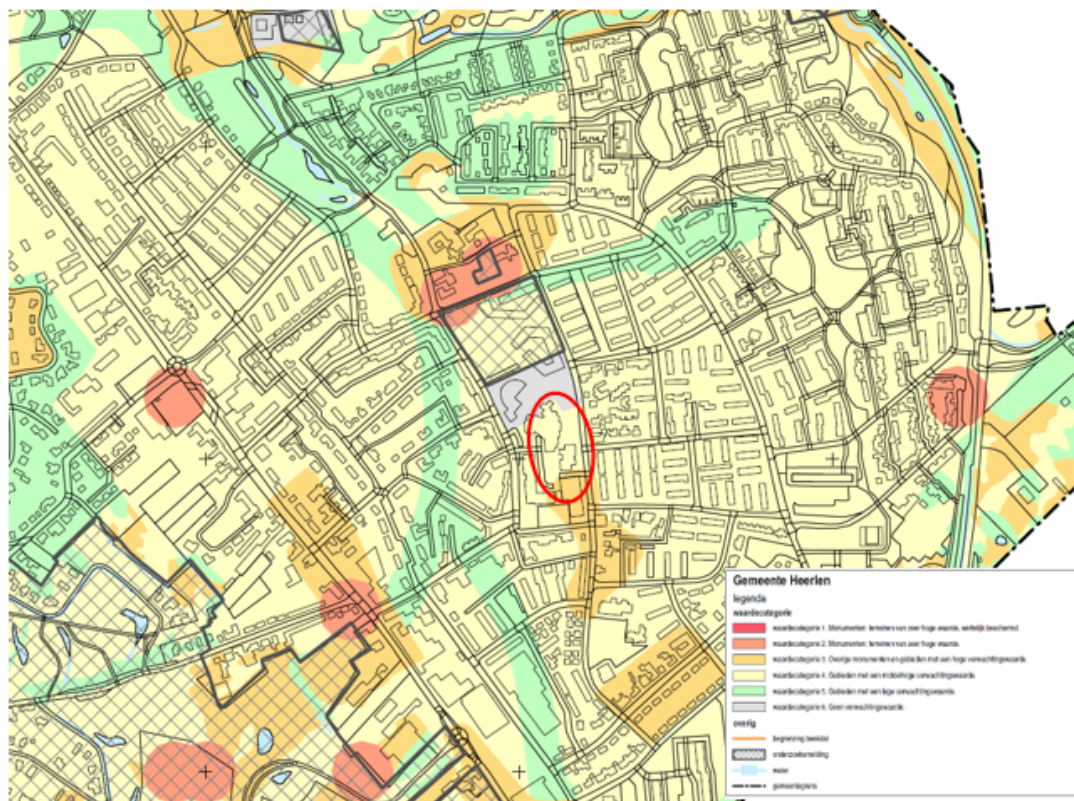 Gemeente Heerlen
legenda
waardecategorie
waardecategorie 1. Monumenten: terreinen van zeer hoge waarde, wettelijk beschermd.
waardecategorie 2. Monumenten: terreinen van zeer hoge waarde.
waardecategorie 3. Overige monumenten en gebieden met een hoge verwachtingswaarde.
waardecategorie 4. Gebieden met een middelhoge verwachtingswaarde.
waardecategorie 5. Gebieden met een lage verwachtingswaarde.
waardecategorie 6. Geen verwachtingswaarde.
overig
begrenzing beekdal
onderzoeksmelding
water
gemeentegrens